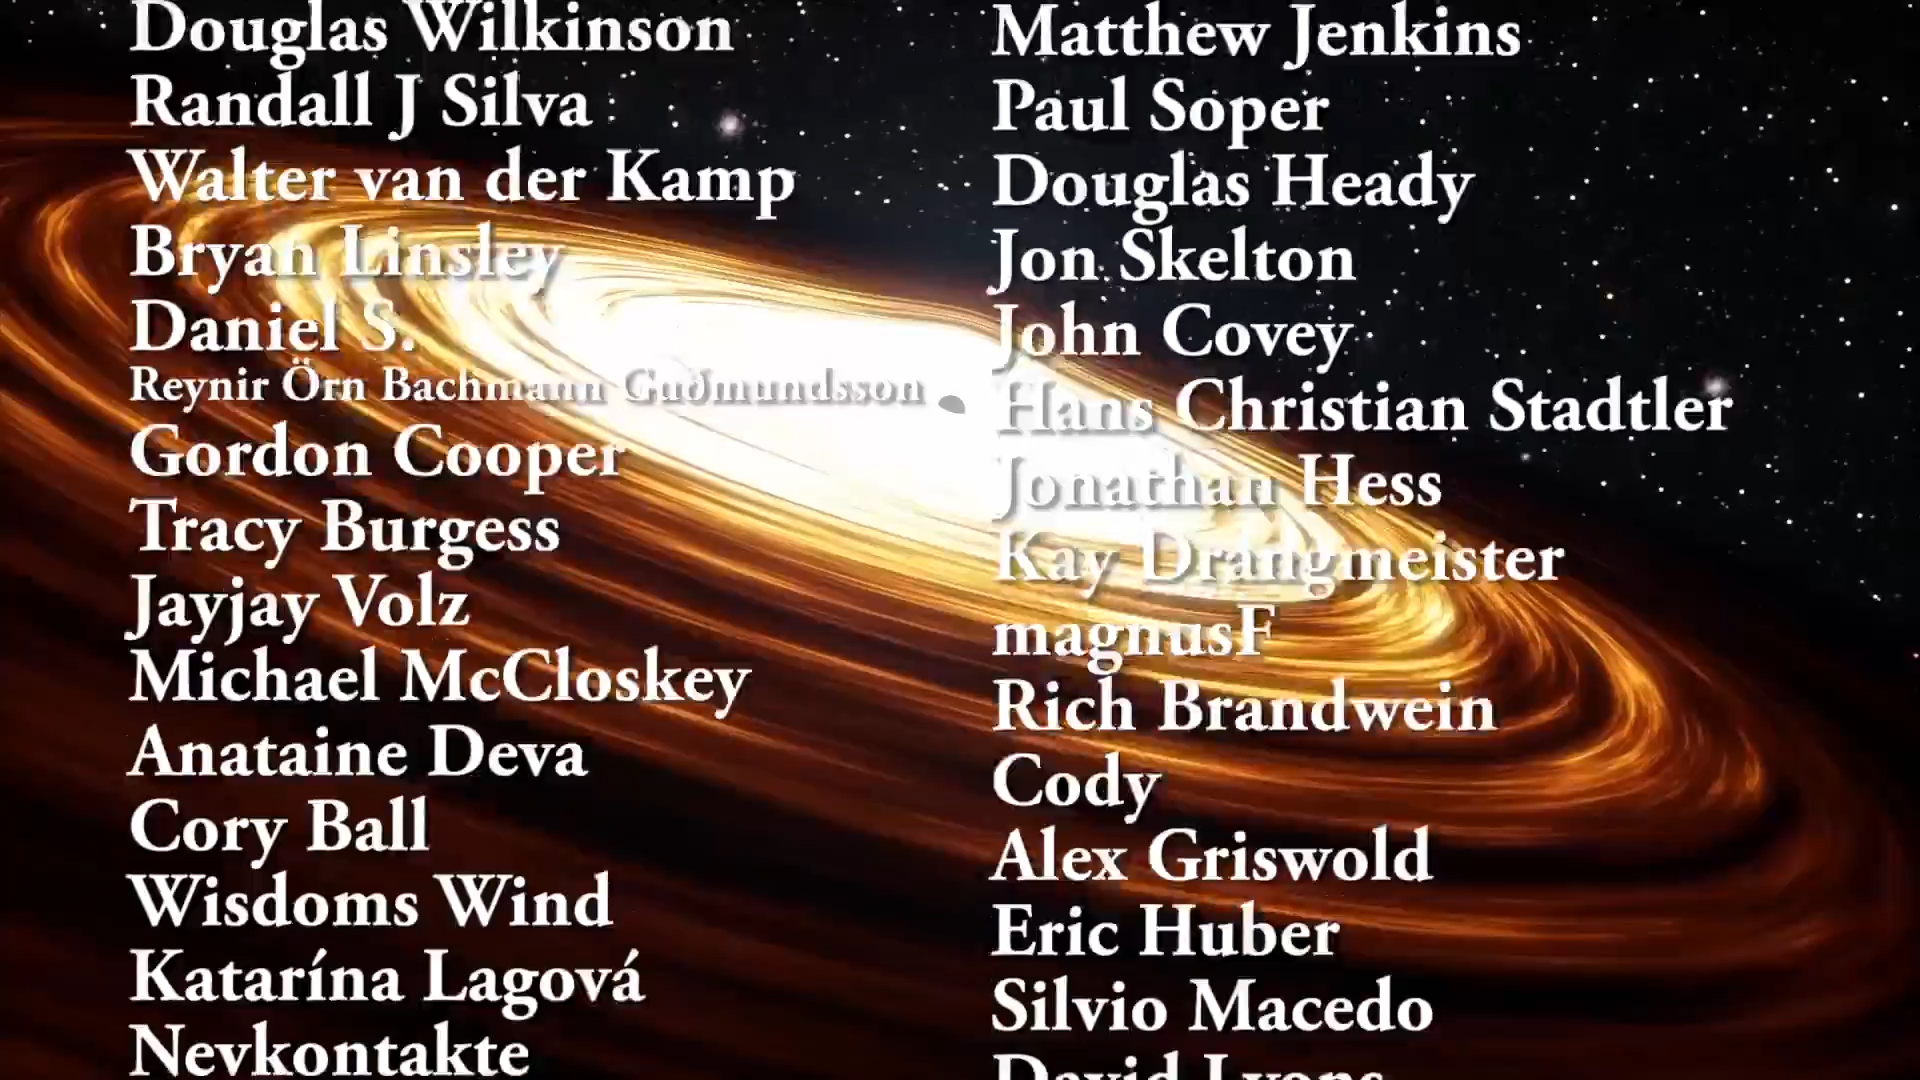 Douglas Wilkinson
Randall J Silva
Walter van der Kamp
Bryan Linsley
Daniel S.
Reynir Örn Bachmann Guðmundsson
Gordon Cooper
Tracy Burgess
Jayjay Volz
Michael McCloskey
Anataine Deva
Cory Ball
Wisdoms Wind
Katarína Lagová
Nevkontakte
Matthew Jenkins
Paul Soper
Douglas Heady
Jon Skelton
John Covey
Hans Christian Stadtler
Jonathan Hess
Kay Drangmeister
magnusF
Rich Brandwein
Cody
Alex Griswold
Eric Huber
Silvio Macedo
David Lyons